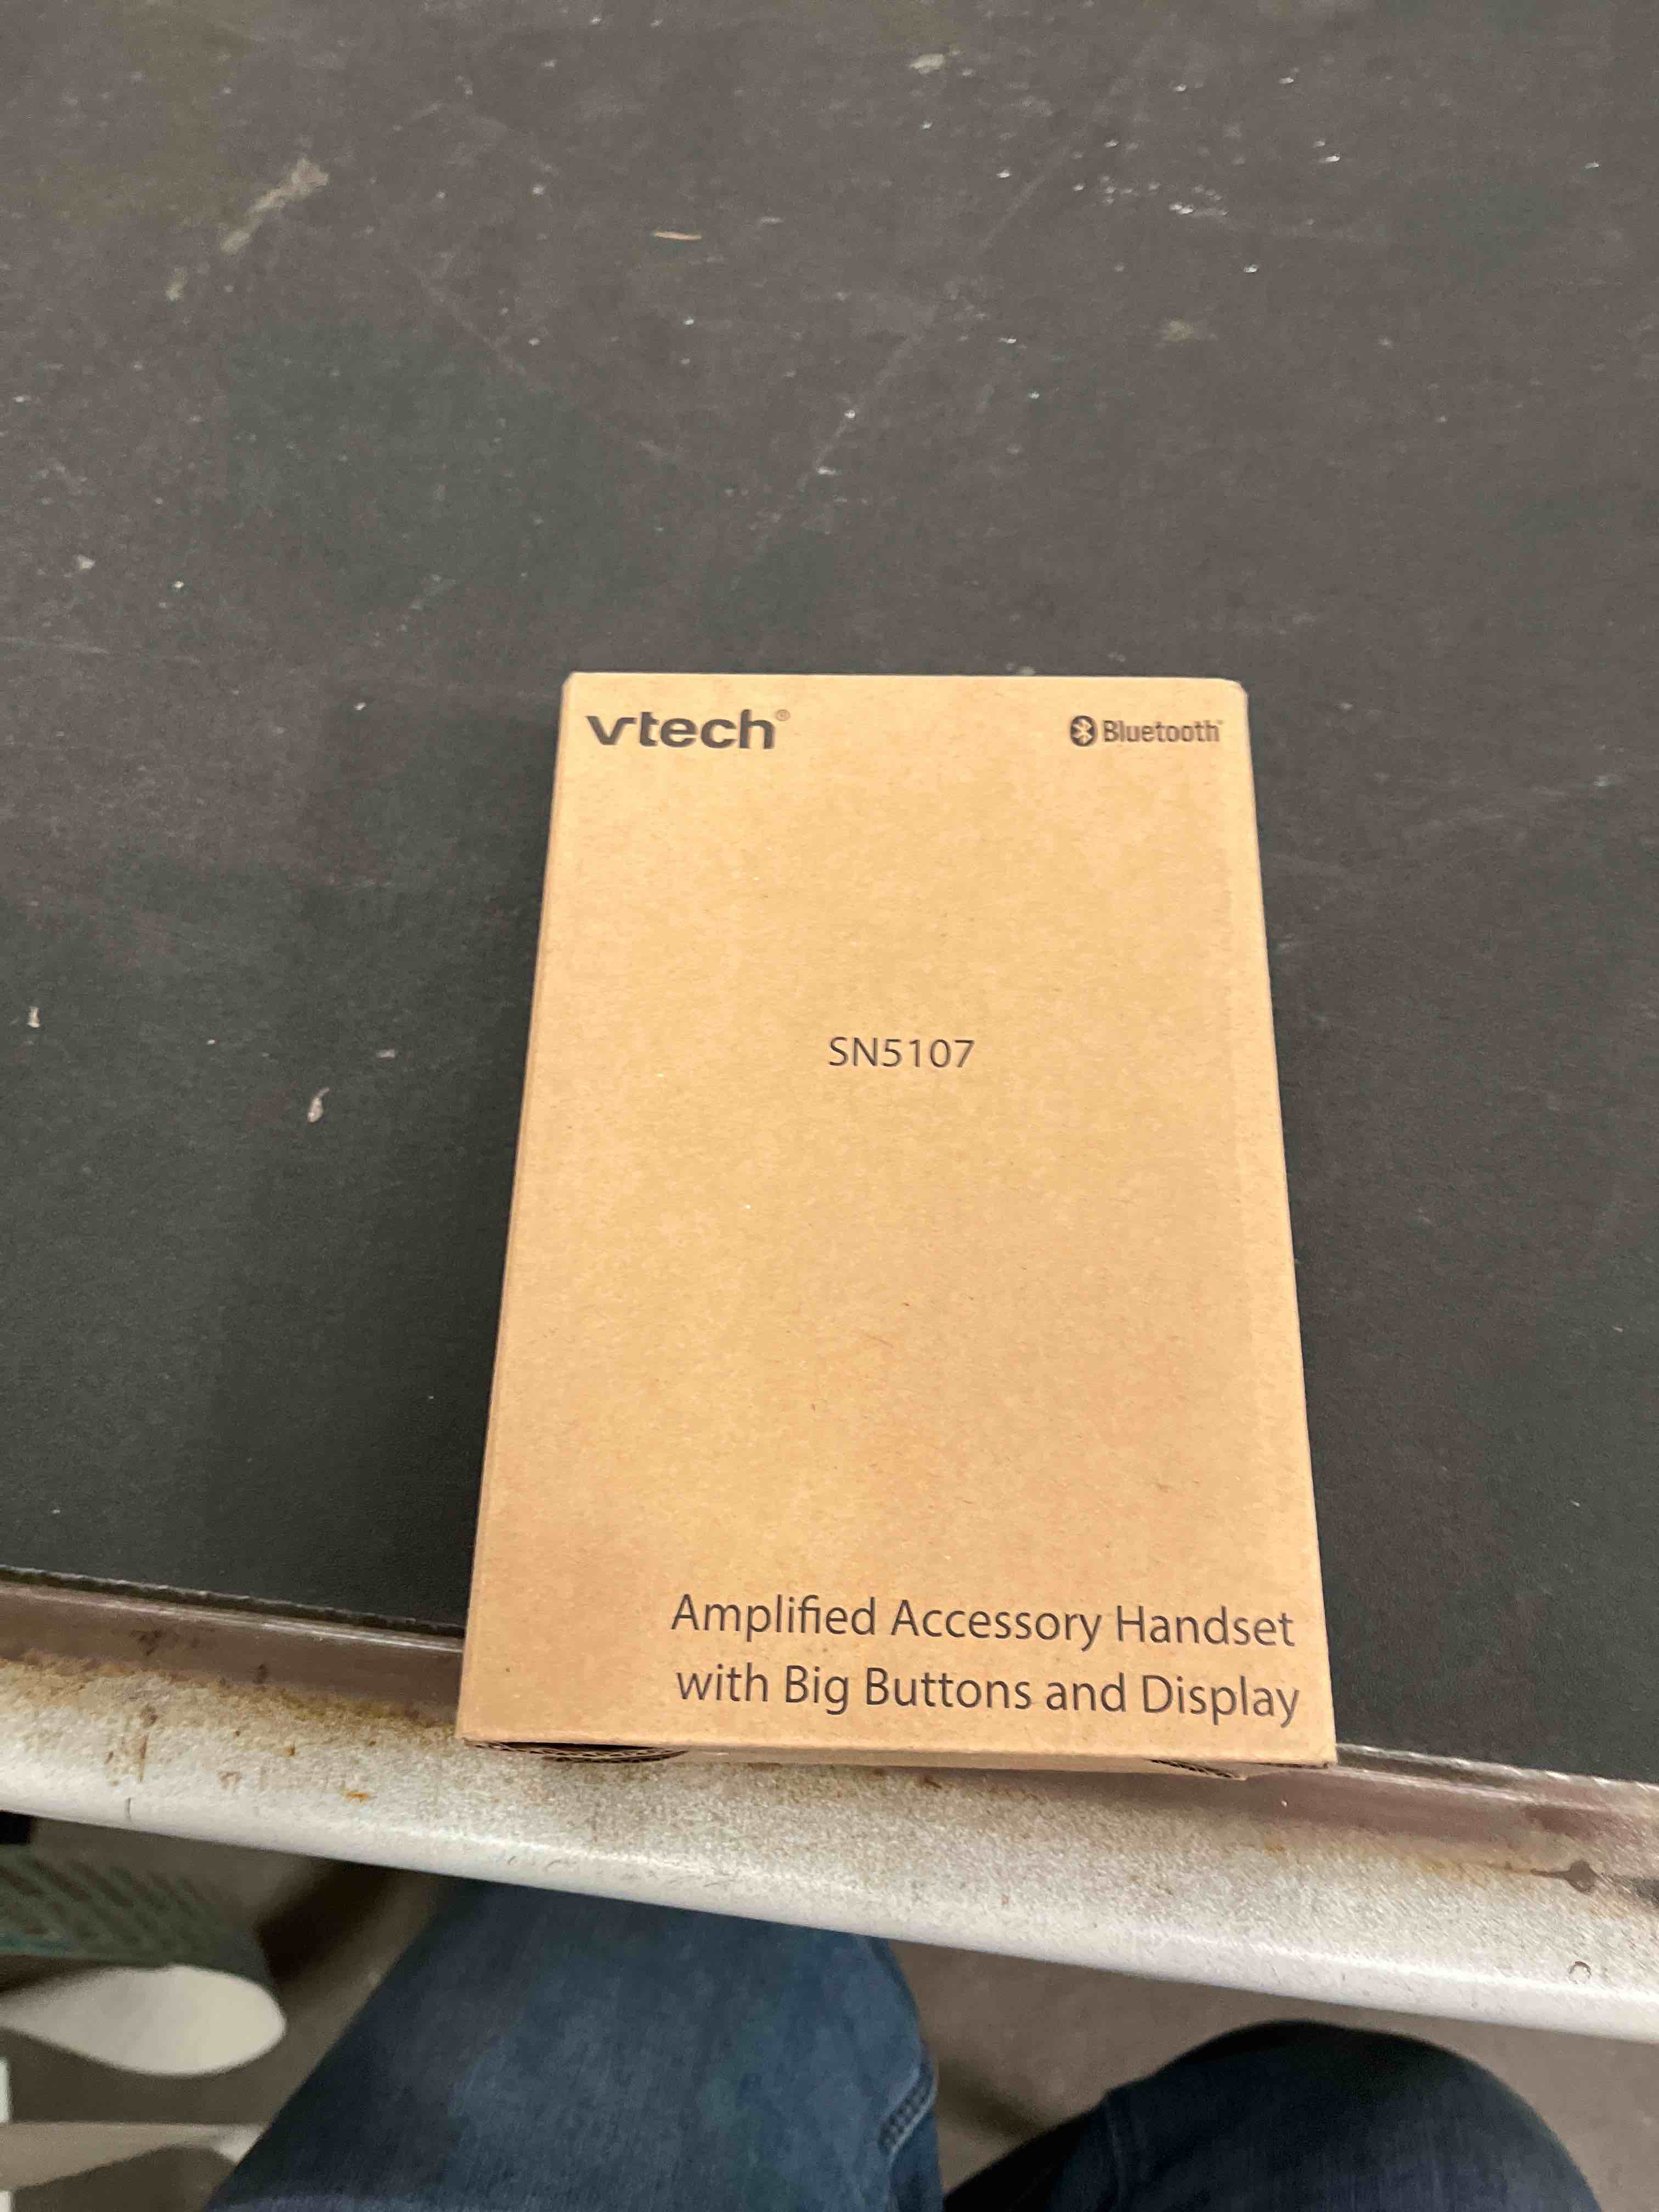 vtech®
Bluetooth®
SN5107
Amplified Accessory Handset
with Big Buttons and Display